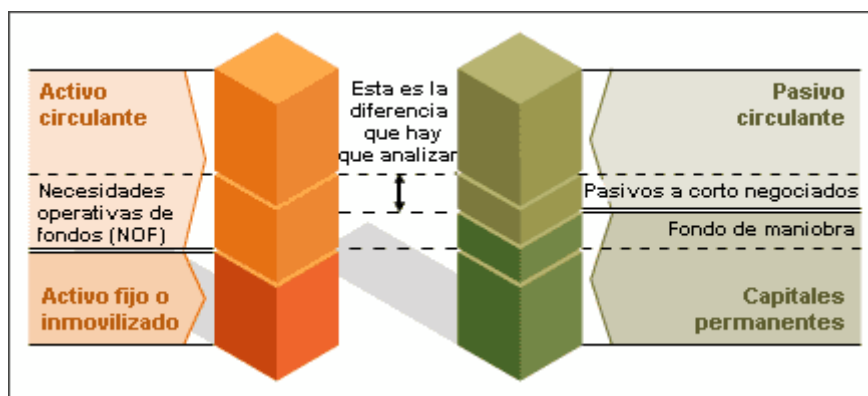 Activo
circulante
Necesidades
operativas de
fondos (NOF)
Activo fijo o
inmovilizado
Esta es la
diferencia
que hay
que analizar
Pasivo
circulante
Pasivos a corto negociados
Fondo de maniobra
Capitales
permanentes